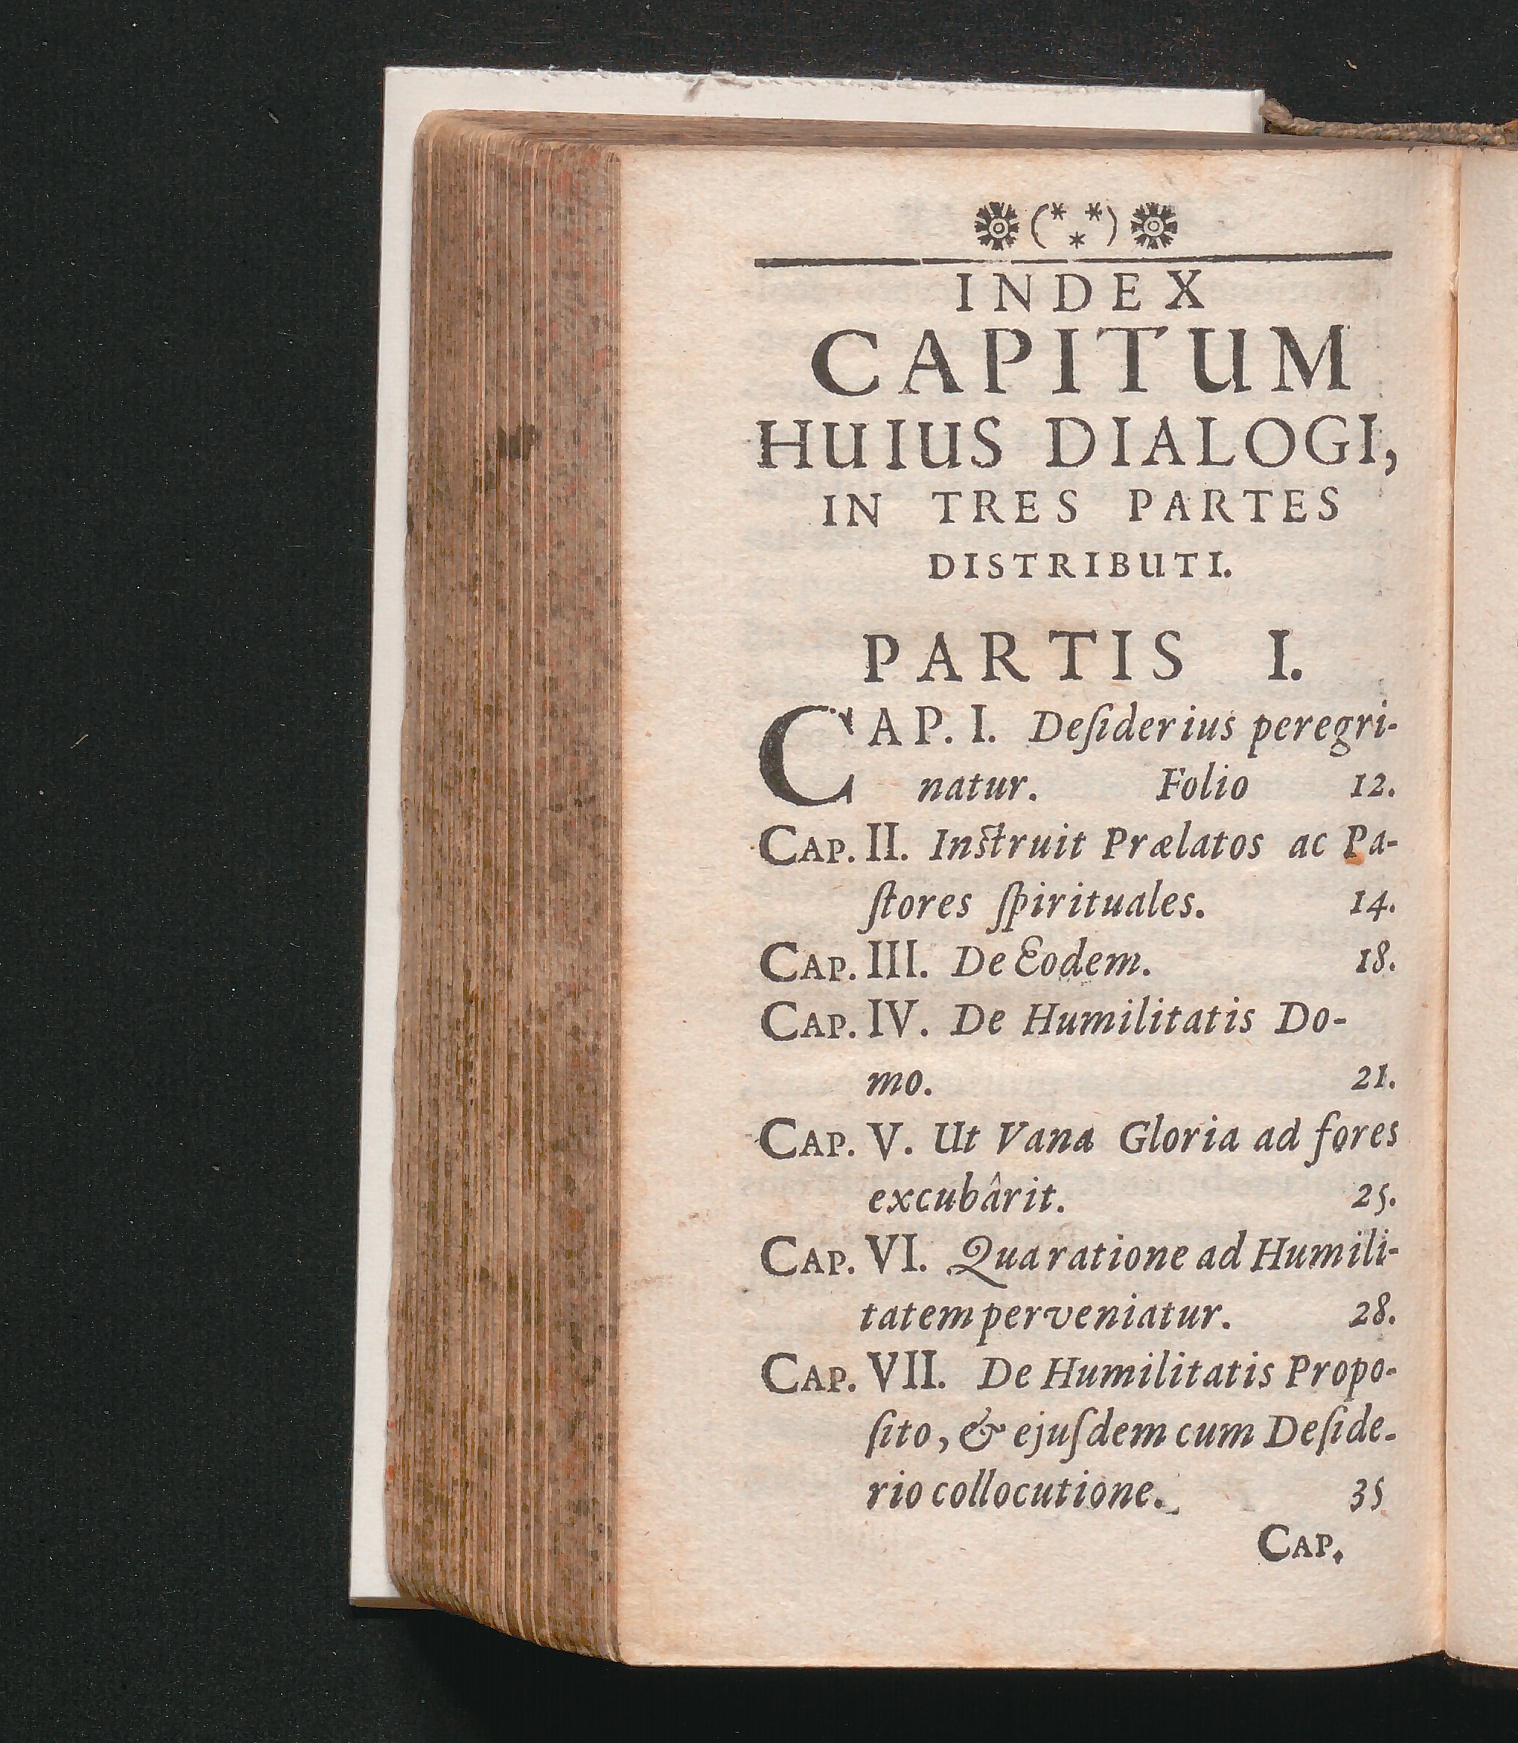 (* * *)
INDEX
CAPITUM
HUIUS DIALOGI,
IN TRES PARTES
DISTRIBUTI.
PARTIS I.
CAP. I. Deſiderius peregri-
natur. Folio 12.
CAP. II. Inſtruit Prælatos ac Pa-
ſtores ſpirituales. 14.
CAP. III. De Eodem. 18.
CAP. IV. De Humilitatis Do-
mo. 21.
CAP. V. Ut Vana Gloria ad fores
excubârit. 25.
CAP. VI. Qua ratione ad Humili-
tatem perveniatur. 28.
CAP. VII. De Humilitatis Propo-
ſito, & ejuſdem cum Deſide-
rio collocutione. 35
CAP.